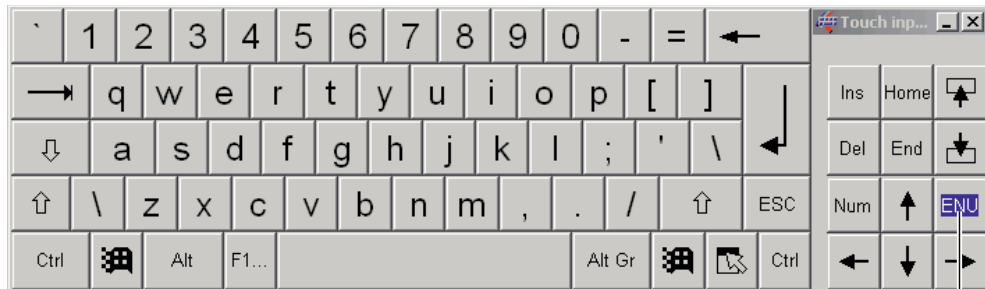 ` 1 2 3 4 5 6 7 8 9 0 - = Touch inp...
q w e r t y u i o p [ ] Ins Home
a s d f g h j k l ; ' \ Del End
\ z x c v b n m , . / ESC Num ENU
Ctrl Alt F1... Alt Gr Ctrl